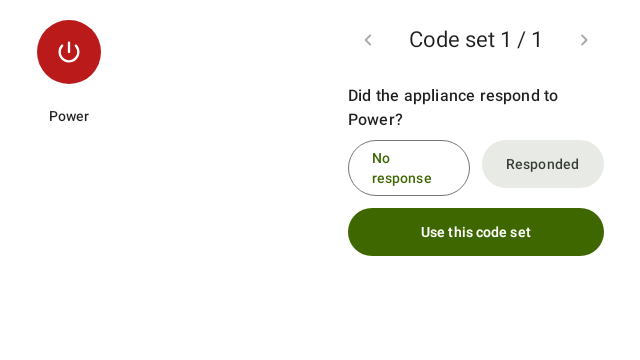 Power
Code set 1 / 1
Did the appliance respond to
Power?
No
response
Responded
Use this code set